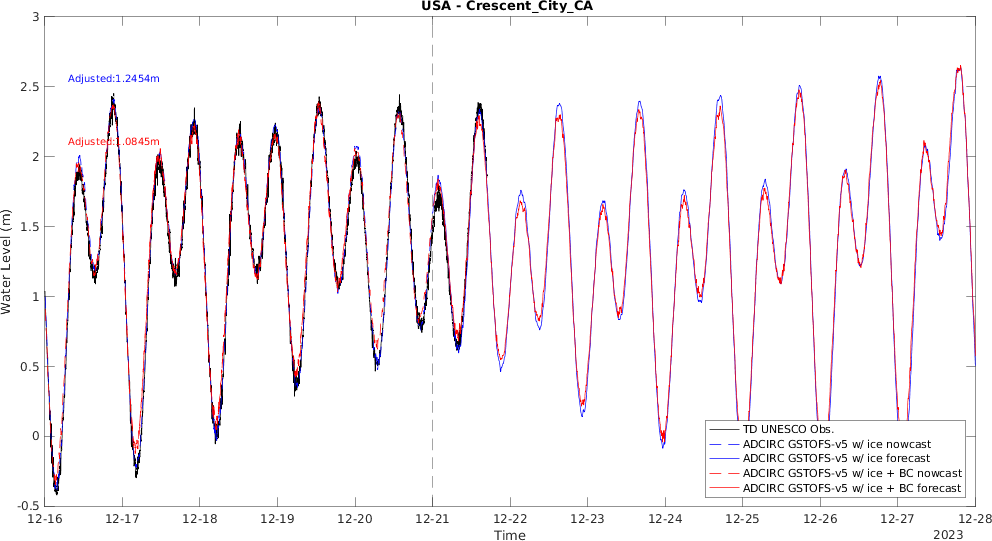 USA - Crescent_City_CA
Adjusted:1.2454m
Adjusted:1.0845m
Water Level (m)
3
2.5
2
1.5
1
0.5
0
-0.5
TD UNESCO Obs.
ADCIRC GSTOFS-v5 w/ ice nowcast
ADCIRC GSTOFS-v5 w/ ice forecast
ADCIRC GSTOFS-v5 w/ ice + BC nowcast
ADCIRC GSTOFS-v5 w/ ice + BC forecast
12-16 12-17 12-18 12-19 12-20 12-21 12-22 12-23 12-24 12-25 12-26 12-27 12-28
Time
2023